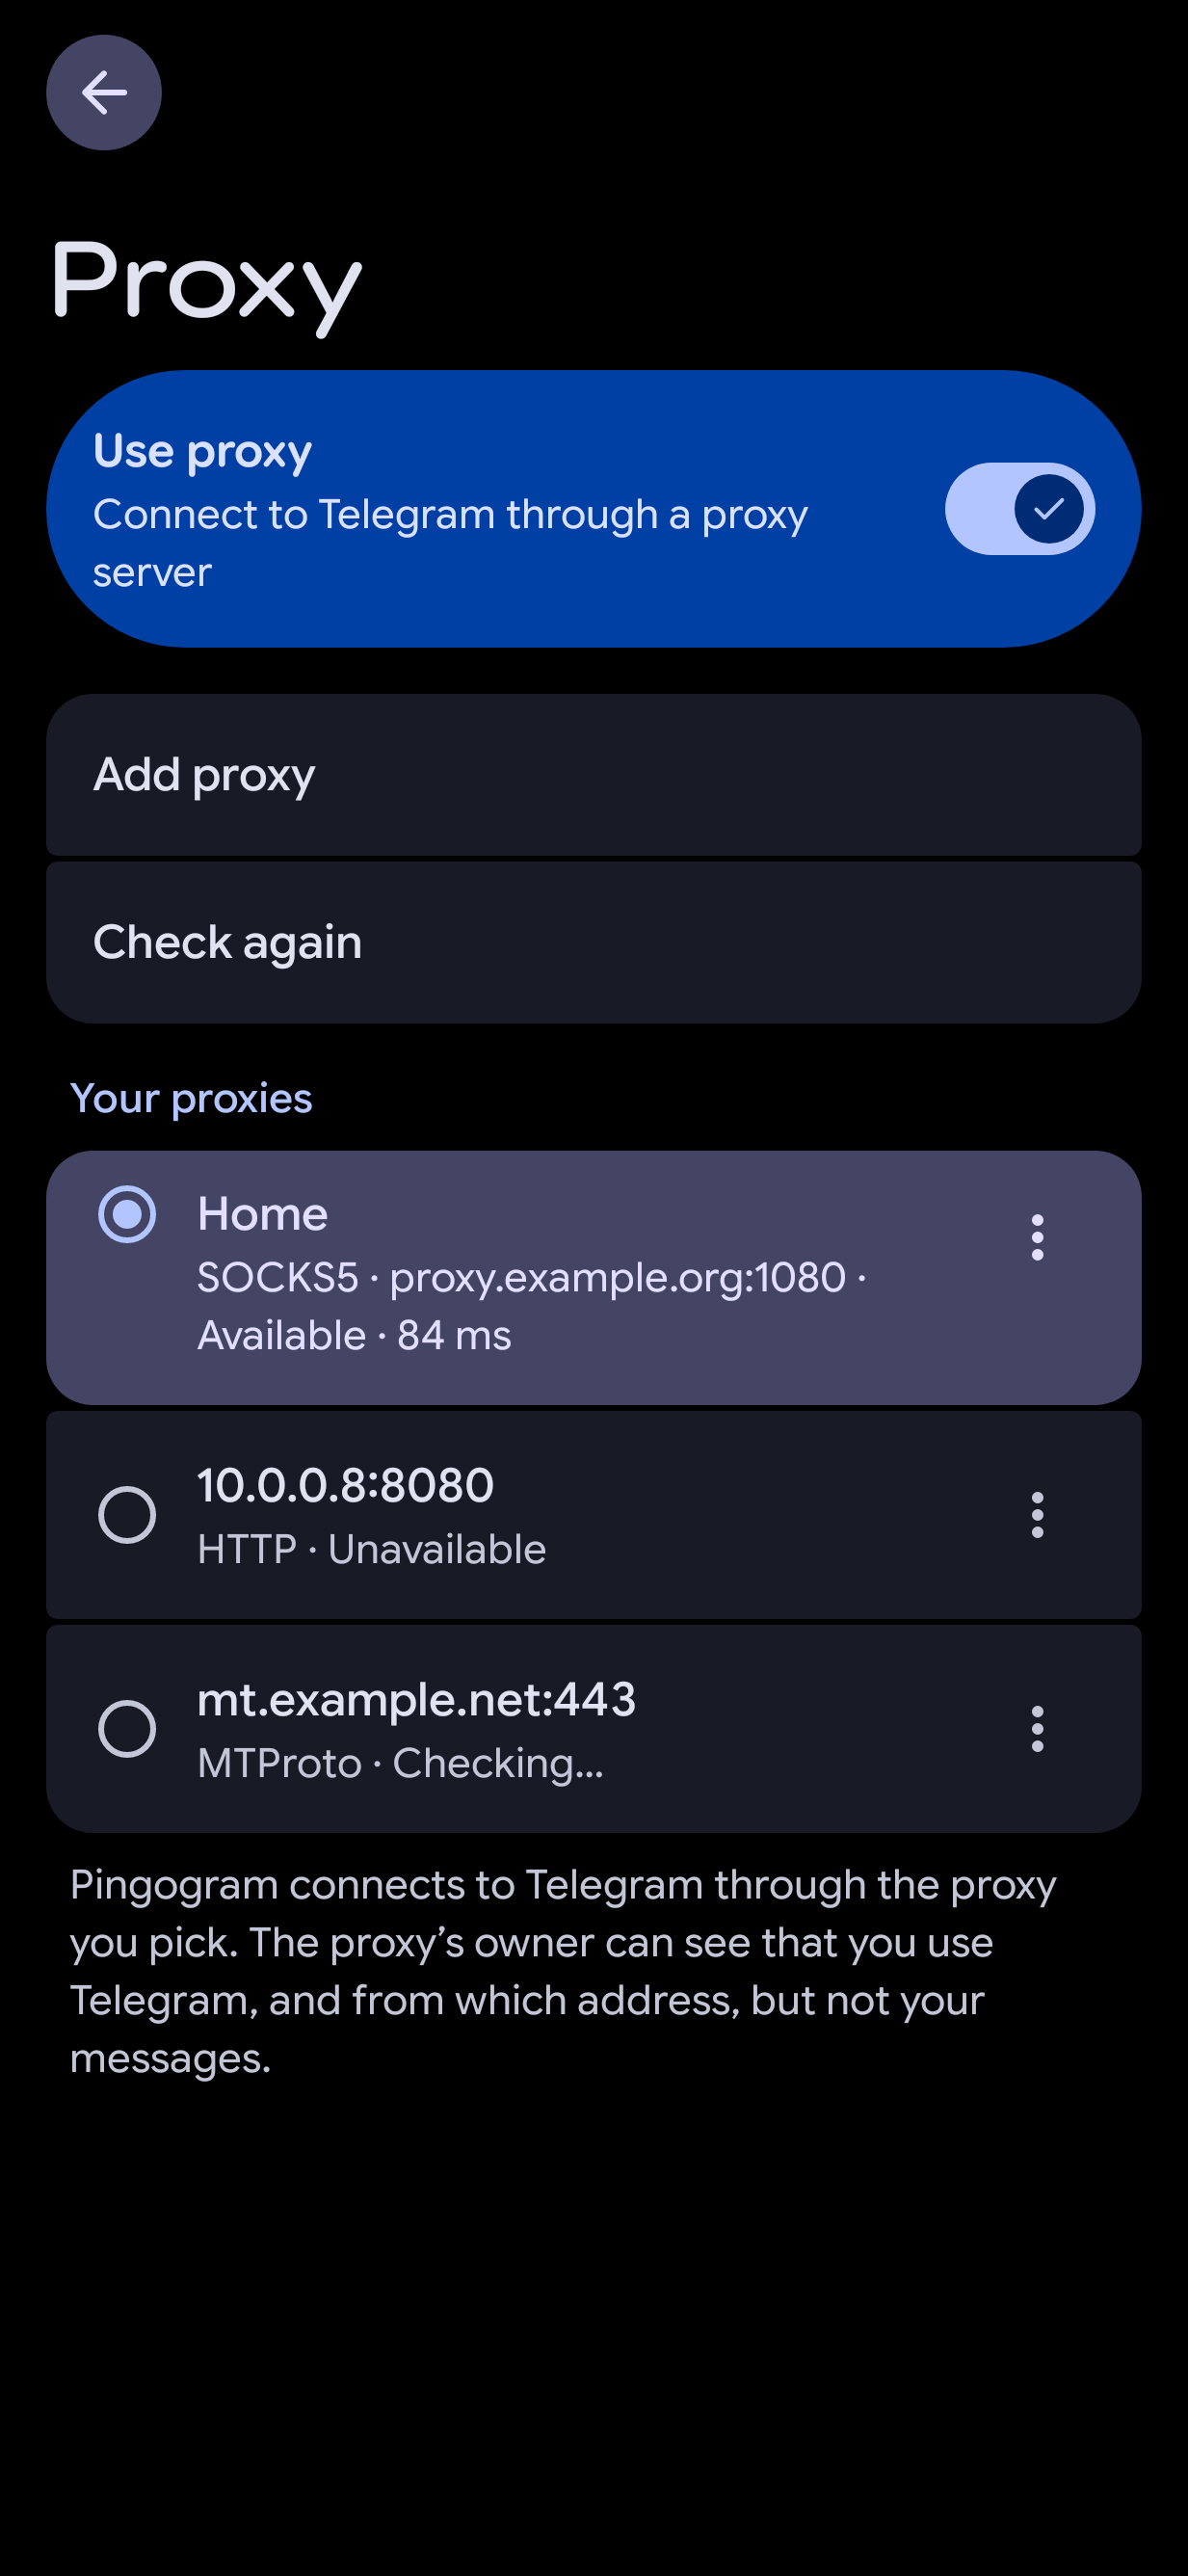 Proxy
Use proxy
Connect to Telegram through a proxy
server
Add proxy
Check again
Your proxies
Home
SOCKS5 · proxy.example.org:1080 ·
Available · 84 ms
10.0.0.8:8080
HTTP · Unavailable
mt.example.net:443
MTProto · Checking…
Pingogram connects to Telegram through the proxy
you pick. The proxy’s owner can see that you use
Telegram, and from which address, but not your
messages.